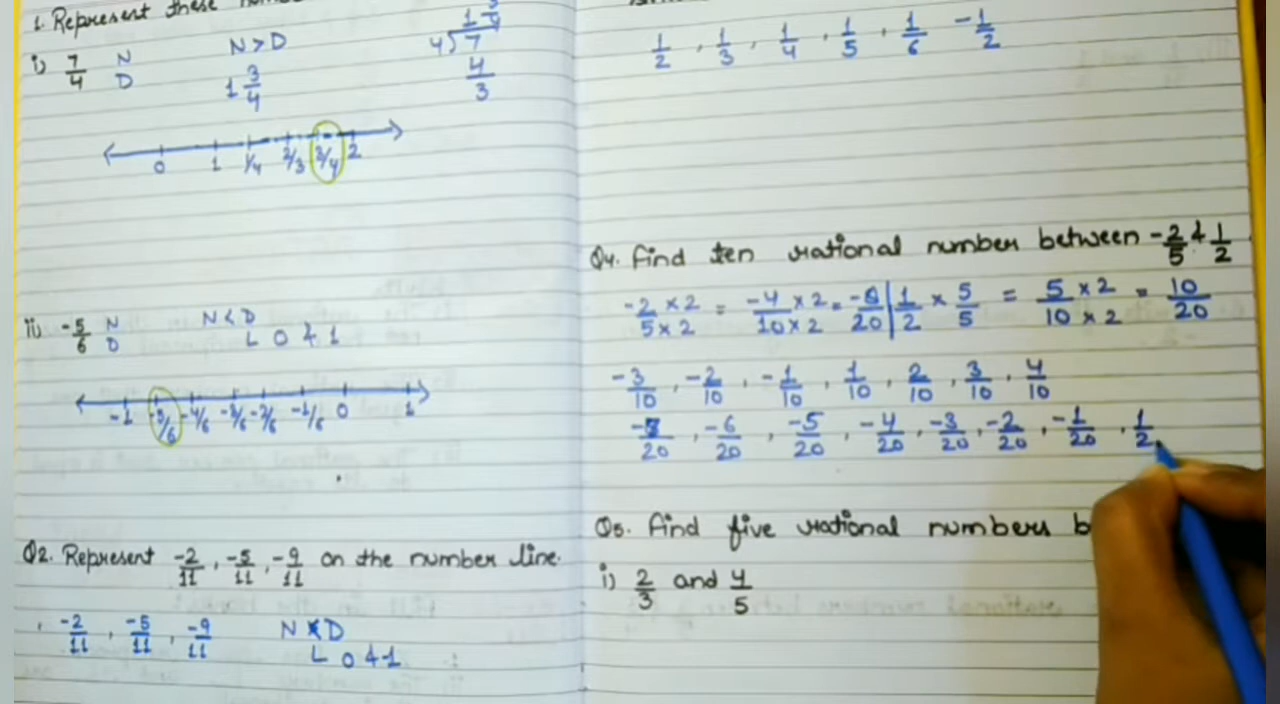 1. Represent these
i) 7/4 N D N>D 4)7 1 3/4
1 3/4 4 3
0 1 1/4 2/3 3/4 2
ii) -5/6 N D N<D
L 0 & 1
-1 -5/6 -4/6 -3/6 -2/6 -1/6 0 1
Q2. Represent -2/11, -5/11, -9/11 on the number line.
-2/11, -5/11, -9/11 N D
L 0 & -1
1/2, 1/3, 1/4, 1/5, 1/6 -1/2
Q4. Find ten rational number between -2/5 & 1/2
-2×2/5×2 = -4×2/10×2 = -8/20 | 1/2 × 5/5 = 5×2/10×2 = 10/20
-3/10, -2/10, -1/10, 1/10, 2/10, 3/10, 4/10
-7/20, -6/20, -5/20, -4/20, -3/20, -2/20, -1/20, 1/2
Q5. Find five rational numbers b
i) 2/3 and 4/5